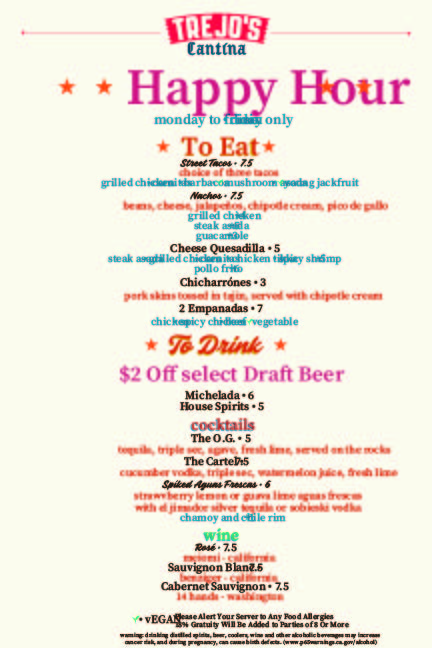 TREJO'S
Cantina
Happy Hour
monday to friday only
To Eat
Street Tacos • 7.5
choice of three tacos
grilled chicken barbacoa mushroom asada jackfruit
Nachos • 7.5
beans, cheese, jalapeños, chipotle cream, pico de gallo
grilled chicken
steak asada
guacamole
Cheese Quesadilla • 5
steak asada grilled chicken chicken tikka spicy shrimp
pollo frito
Chicharrónes • 3
pork skins tossed in tajin, served with chipotle cream
2 Empanadas • 7
chicken spicy chicken beef vegetable
To Drink
$2 Off select Draft Beer
Michelada • 6
House Spirits • 5
cocktails
The O.G. • 5
tequila, triple sec, agave, fresh lime, served on the rocks
The Cartel 5
cucumber vodka, triple sec, watermelon juice, fresh lime
Spiked Aguas Frescas • 6
strawberry lemon or guava lime aguas frescas
with el jimador silver tequila or sobieski vodka
chamoy and chile rim
wine
Rosé • 7.5
meiomi - california
Sauvignon Blanc 7.5
benziger - california
Cabernet Sauvignon • 7.5
14 hands - washington
• vEGAN
Please Alert Your Server to Any Food Allergies
18% Gratuity Will Be Added to Parties of 8 Or More
warning: drinking distilled spirits, beer, coolers, wine and other alcoholic beverages may increase
cancer risk, and during pregnancy, can cause birth defects. (www.p65warnings.ca.gov/alcohol)